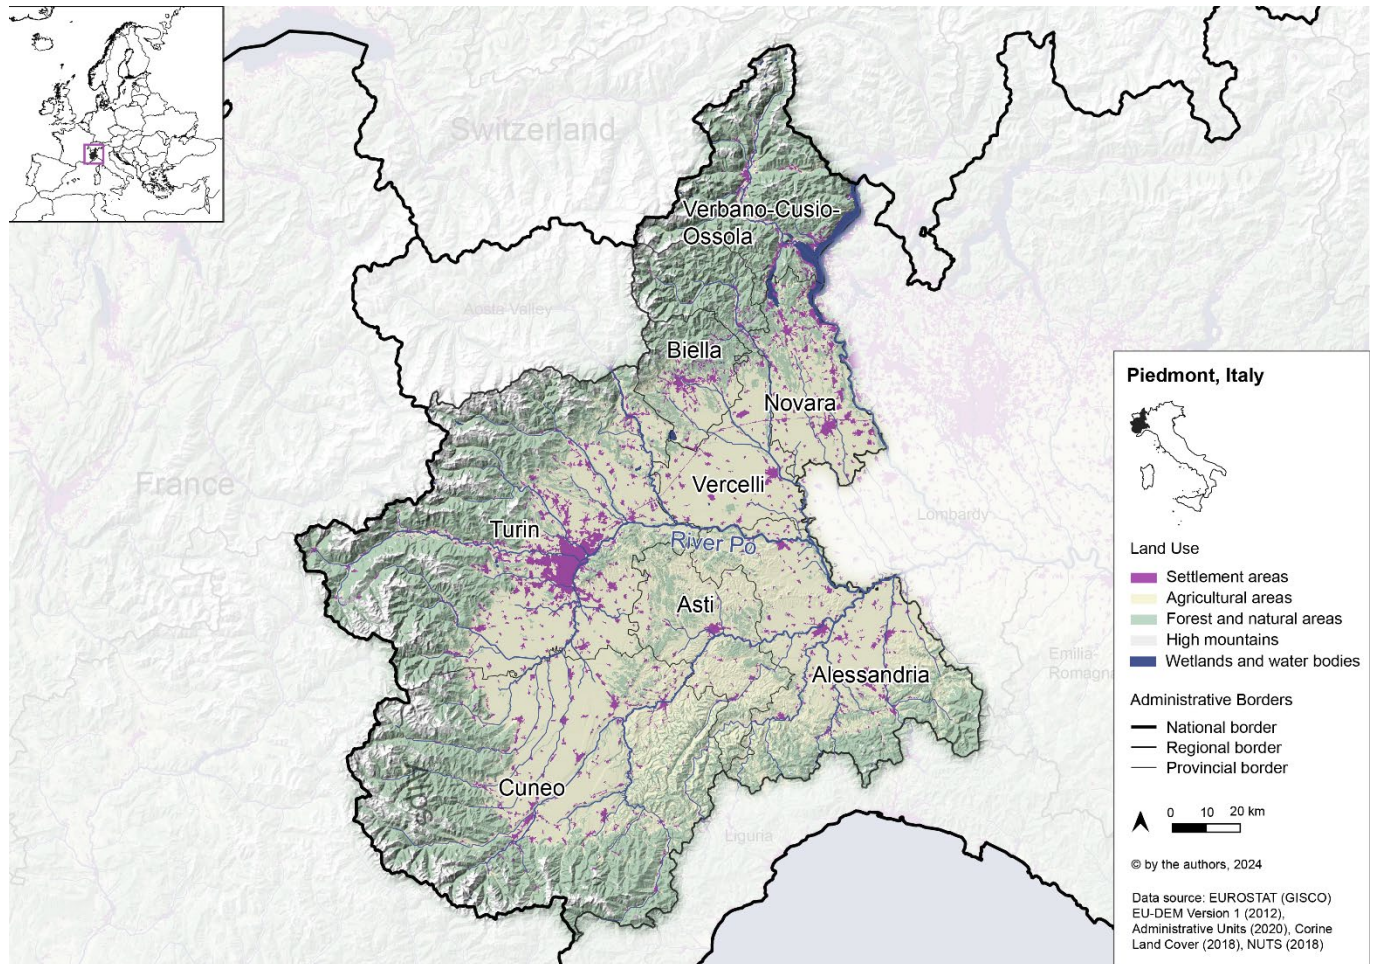 Switzerland
Verbano-Cusio-
Ossola
Aosta Valley
Biella
Novara
France
Vercelli
Lombardy
Turin
River Po
Asti
Emilia-
Romagna
Alessandria
Alps
Cuneo
Liguria
Piedmont, Italy
Land Use
Settlement areas
Agricultural areas
Forest and natural areas
High mountains
Wetlands and water bodies
Administrative Borders
National border
Regional border
Provincial border
0 10 20 km
© by the authors, 2024
Data source: EUROSTAT (GISCO)
EU-DEM Version 1 (2012),
Administrative Units (2020), Corine
Land Cover (2018), NUTS (2018)